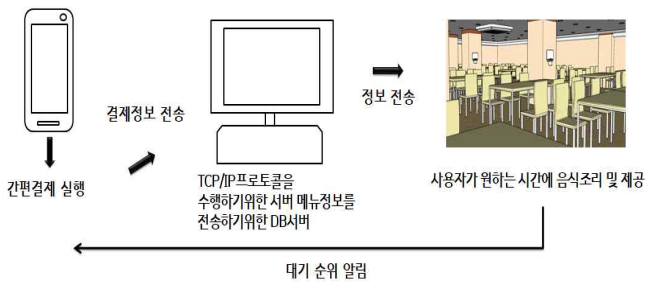 결제정보 전송
정보 전송
간편결제 실행
TCP/IP프로토콜을
수행하기위한 서버 메뉴정보를
전송하기위한 DB서버
사용자가 원하는 시간에 음식조리 및 제공
대기 순위 알림